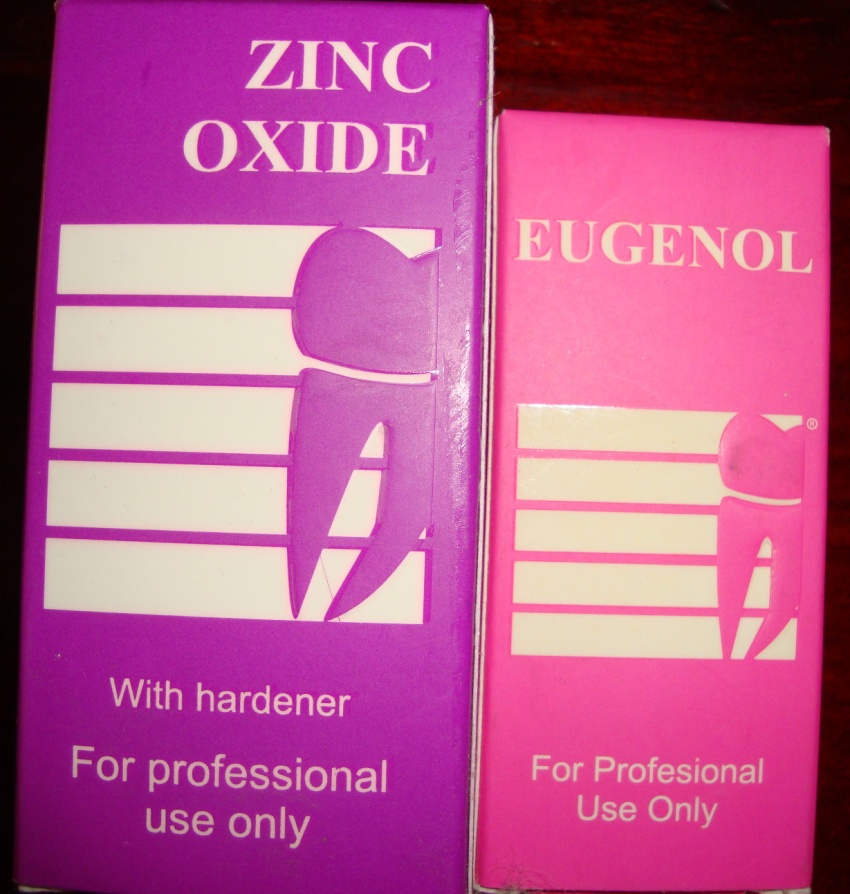 ZINC
OXIDE
With hardener
For professional
use only
EUGENOL
®
For Profesional
Use Only